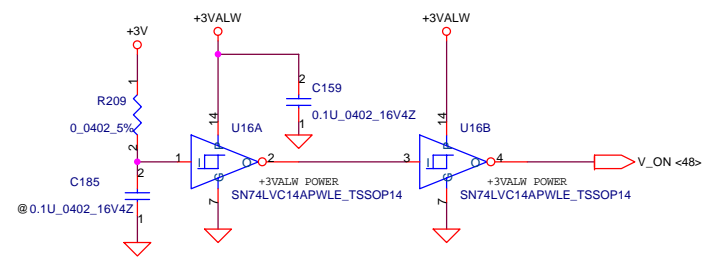 +3V
+3VALW
+3VALW
1
R209
0_0402_5%
2
2
C159
0.1U_0402_16V4Z
1
14
U16A
1
I
P
O
G
2
+3VALW POWER
SN74LVC14APWLE_TSSOP14
7
14
U16B
3
I
P
O
G
4
+3VALW POWER
SN74LVC14APWLE_TSSOP14
7
V_ON <48>
C185
2
@0.1U_0402_16V4Z
1